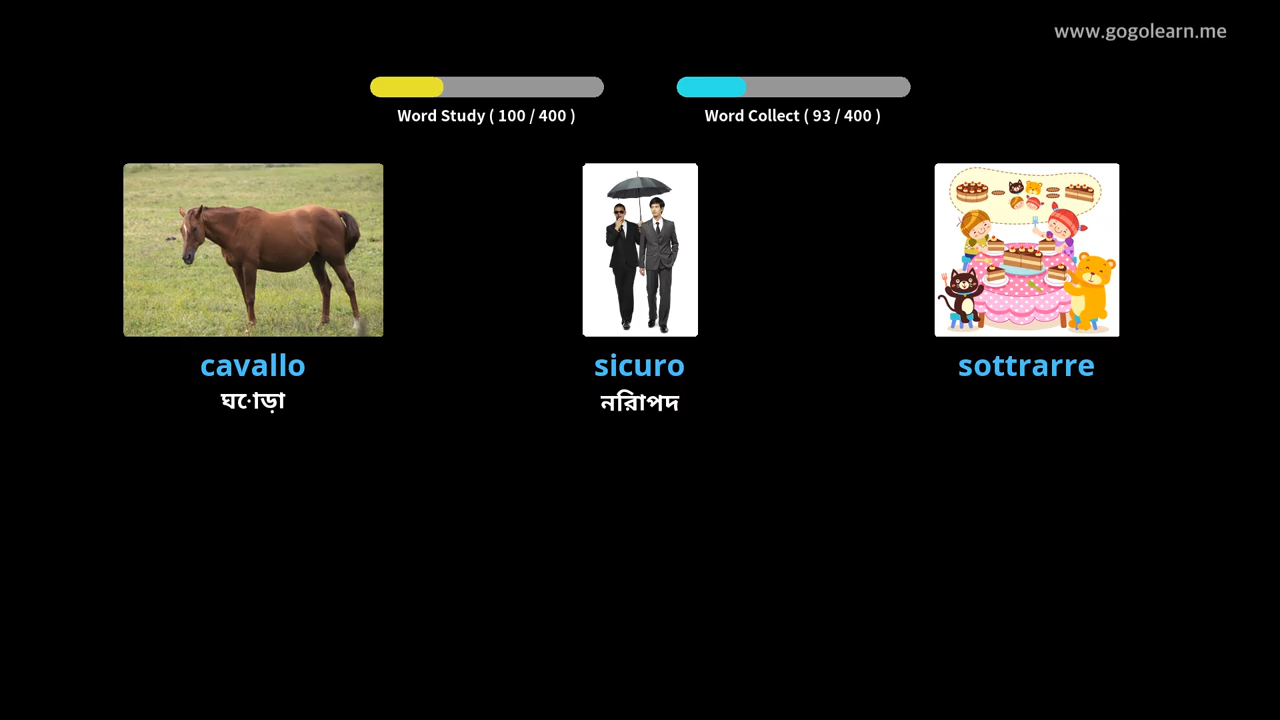 www.gogolearn.me
Word Study ( 100 / 400 )
Word Collect ( 93 / 400 )
cavallo
ঘোড়া
sicuro
নিরাপদ
sottrarre